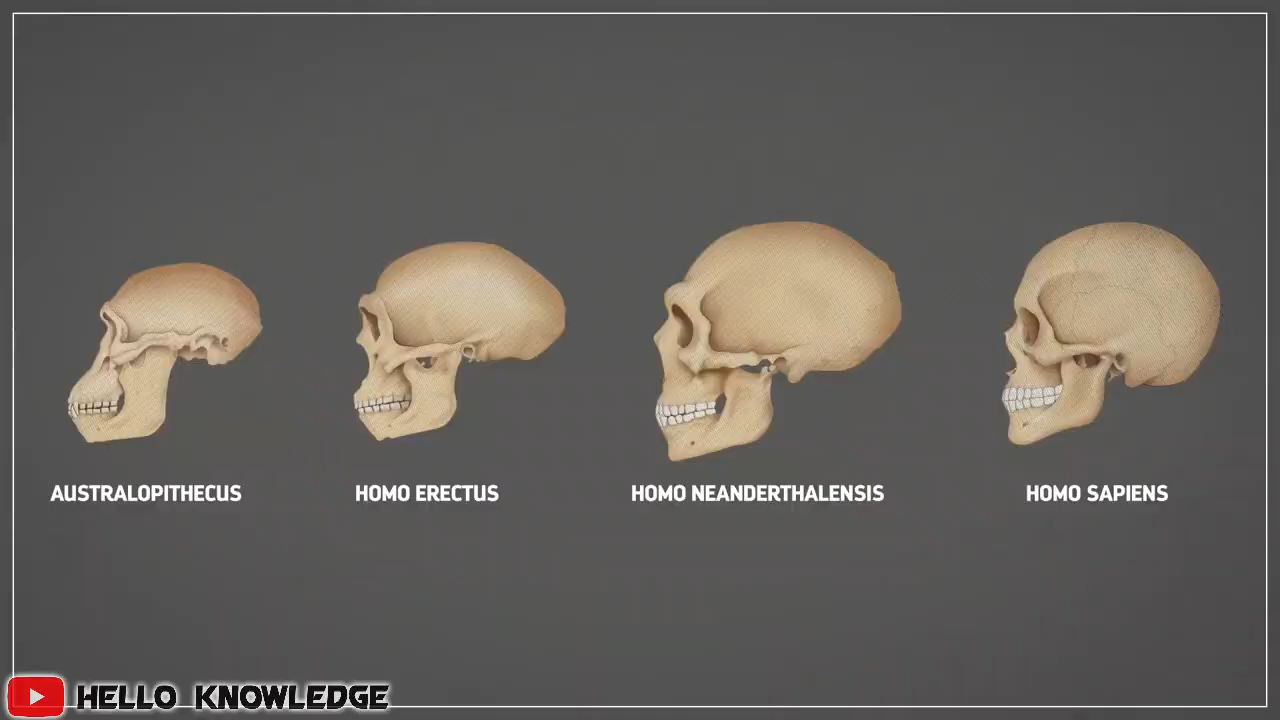 AUSTRALOPITHECUS
HOMO ERECTUS
HOMO NEANDERTHALENSIS
HOMO SAPIENS
HELLO KNOWLEDGE